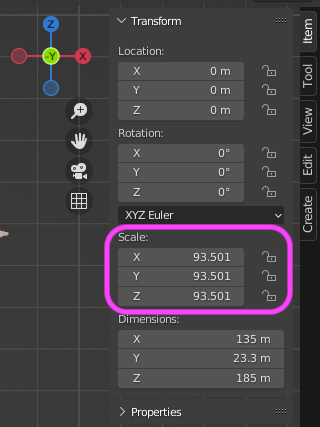 Z
-Y
X
Transform
Location:
X 0 m
Y 0 m
Z 0 m
Rotation:
X 0°
Y 0°
Z 0°
XYZ Euler
Scale:
X 93.501
Y 93.501
Z 93.501
Dimensions:
X 135 m
Y 23.3 m
Z 185 m
Properties
Item
Tool
View
Edit
Create